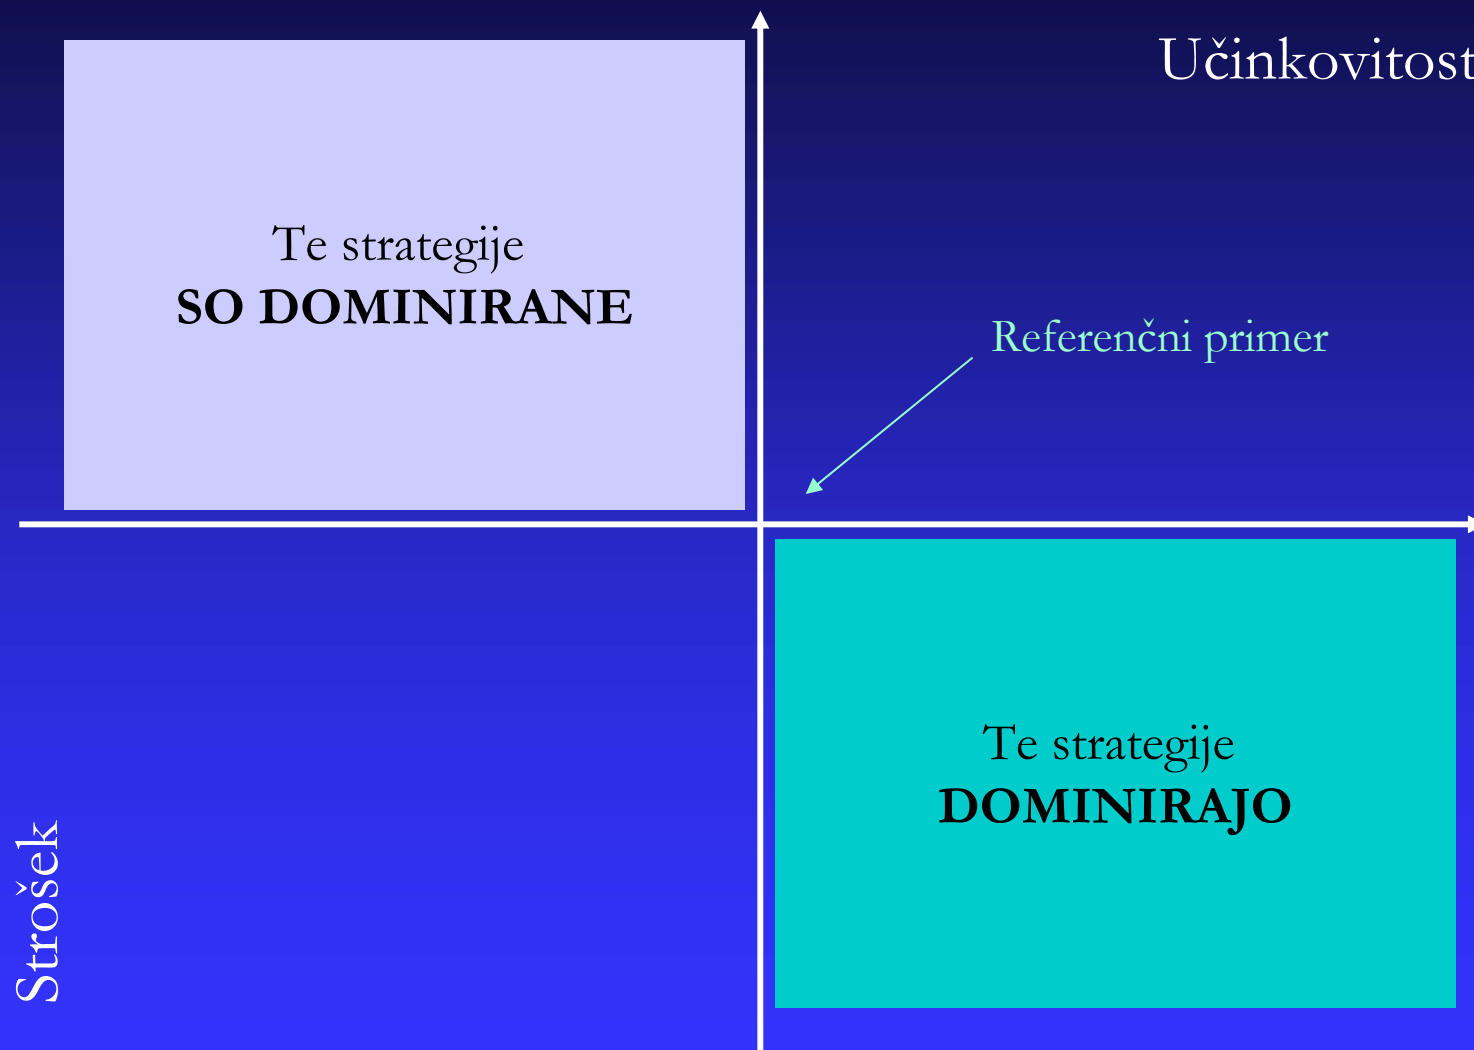 Učinkovitost
Te strategije
SO DOMINIRANE
Referenčni primer
Te strategije
DOMINIRAJO
Strošek